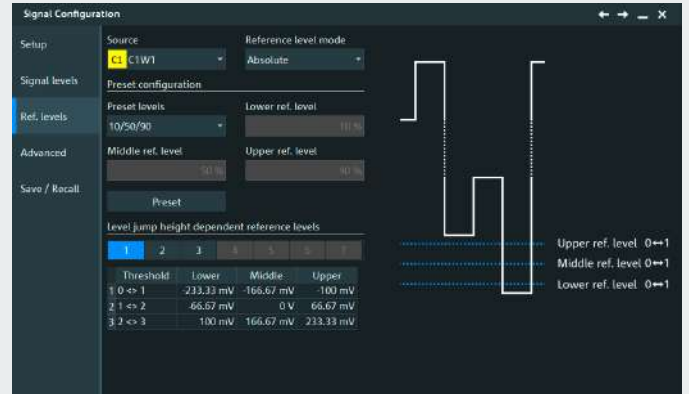 Signal Configuration
Setup
Signal levels
Ref. levels
Advanced
Save / Recall
Source
Reference level mode
C1 C1W1
Absolute
Preset configuration
Preset levels
Lower ref. level
10/50/90
10 %
Middle ref. level
Upper ref. level
50 %
90 %
Preset
Level jump height dependent reference levels
1 2 3 4 5 6 7
Threshold Lower Middle Upper
1 0 <> 1 -233.33 mV -166.67 mV -100 mV
2 1 <> 2 -66.67 mV 0 V 66.67 mV
3 2 <> 3 100 mV 166.67 mV 233.33 mV
Upper ref. level 0↔1
Middle ref. level 0↔1
Lower ref. level 0↔1